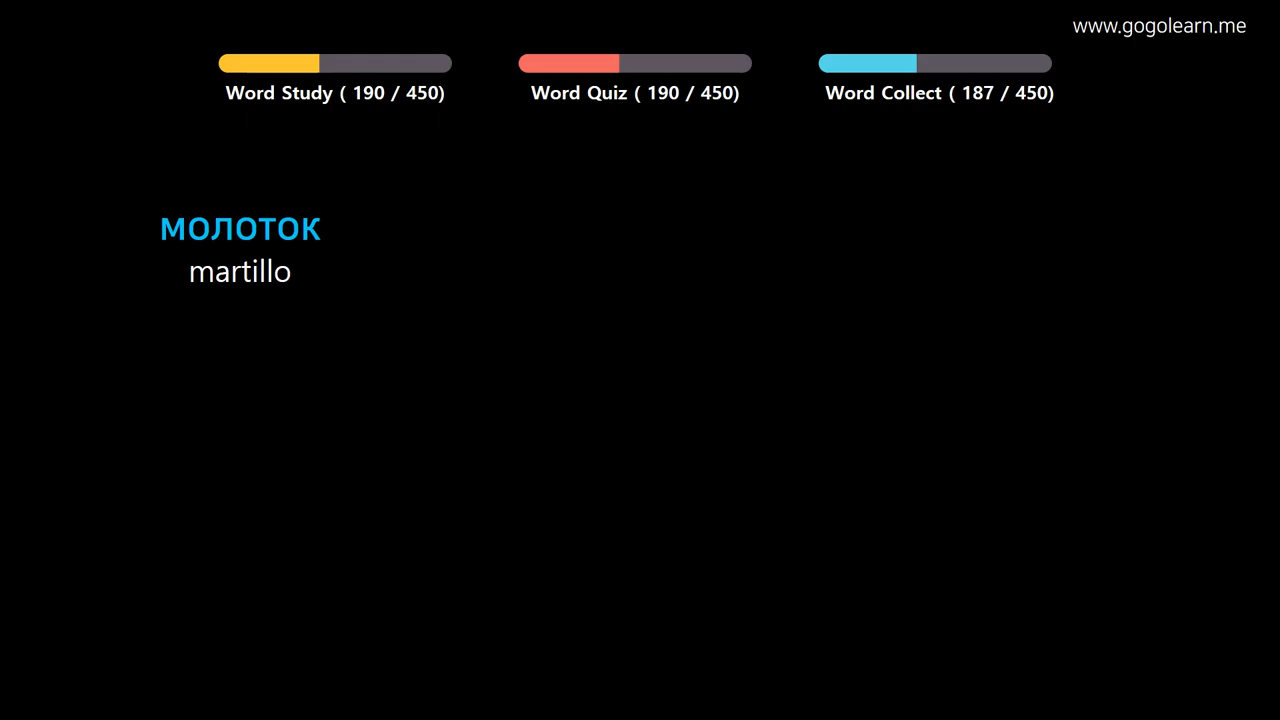 www.gogolearn.me
Word Study ( 190 / 450)
Word Quiz ( 190 / 450)
Word Collect ( 187 / 450)
молоток
martillo